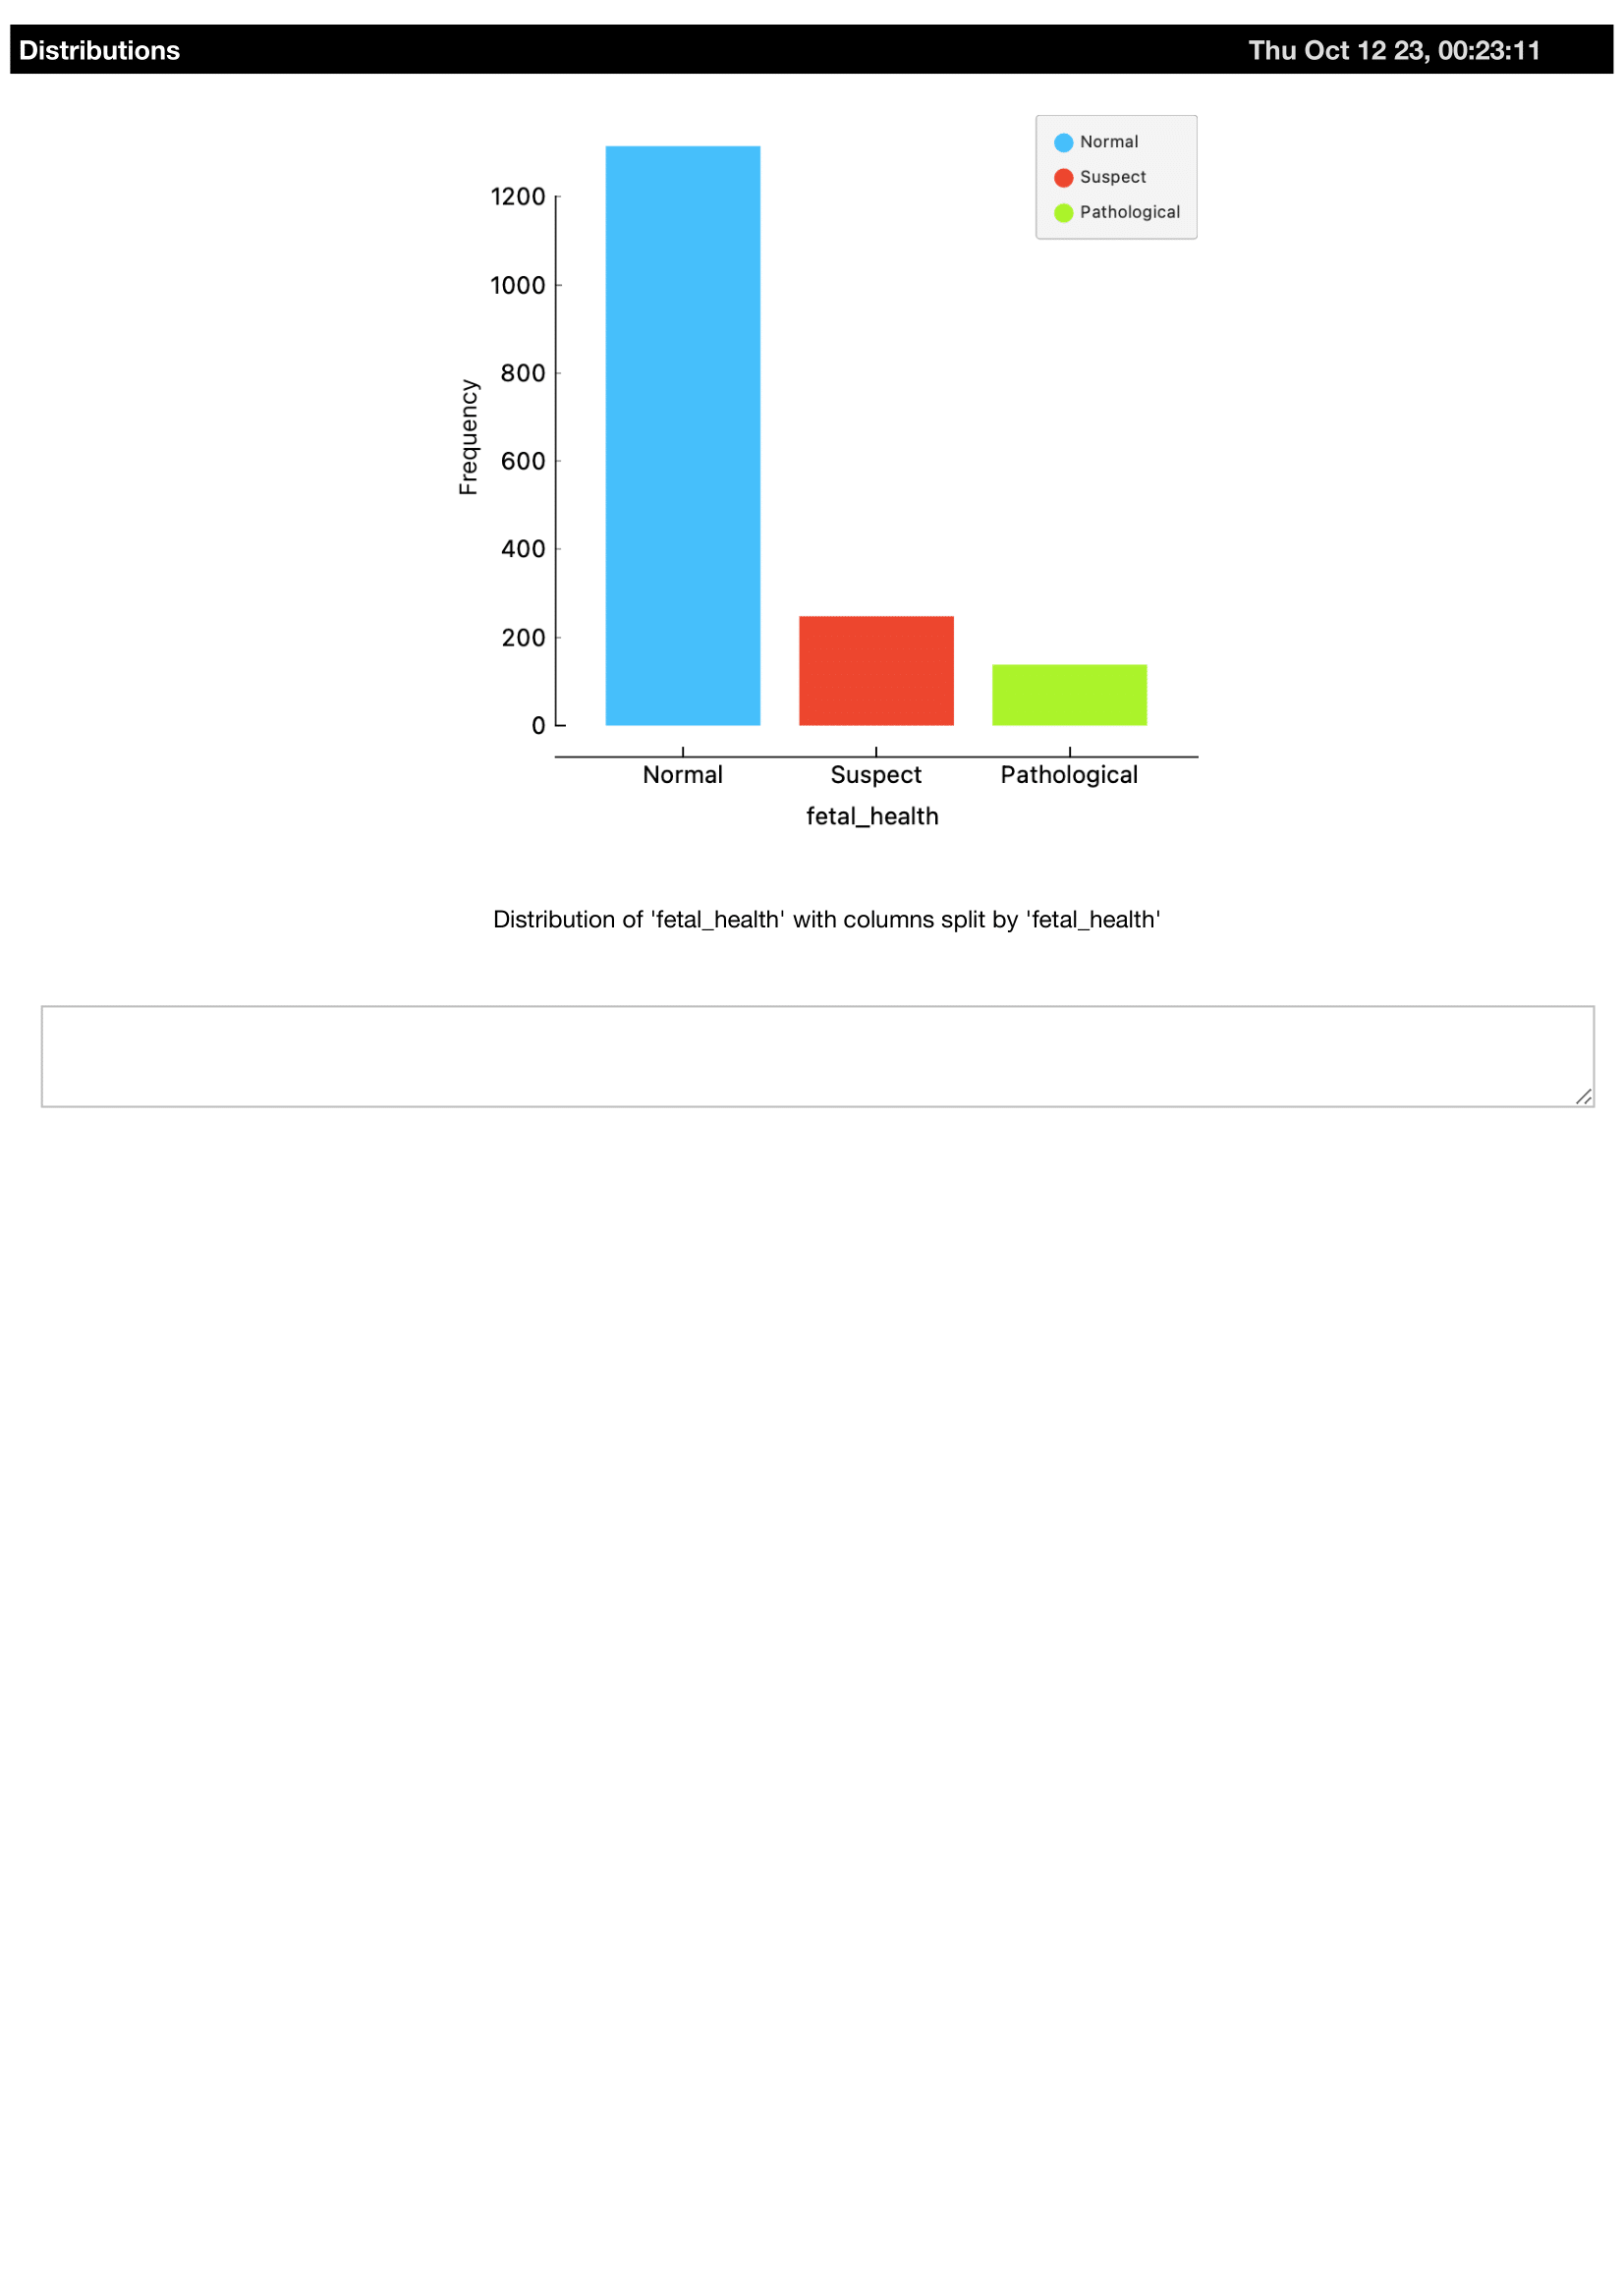 Distributions Thu Oct 12 23, 00:23:11
Normal
Suspect
Pathological
1200
1000
800
600
400
200
0
Frequency
Normal Suspect Pathological
fetal_health
Distribution of 'fetal_health' with columns split by 'fetal_health'